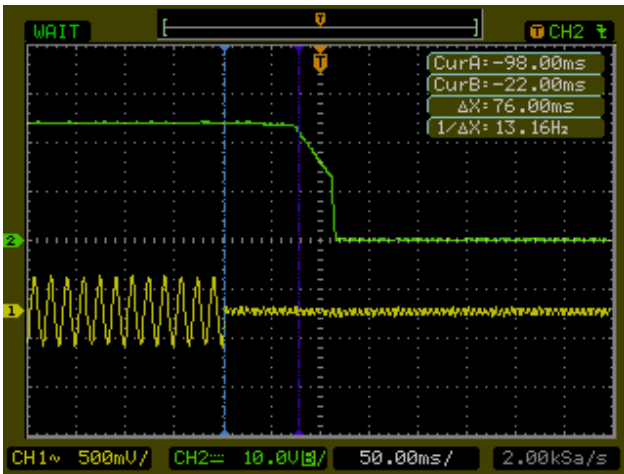 WAIT
T
T CH2
T
CurA:-98.00ms
CurB:-22.00ms
ΔX:76.00ms
1/ΔX:13.16Hz
2
1
CH1~ 500mV/
CH2⎓ 10.0VB/
50.00ms/
2.00kSa/s